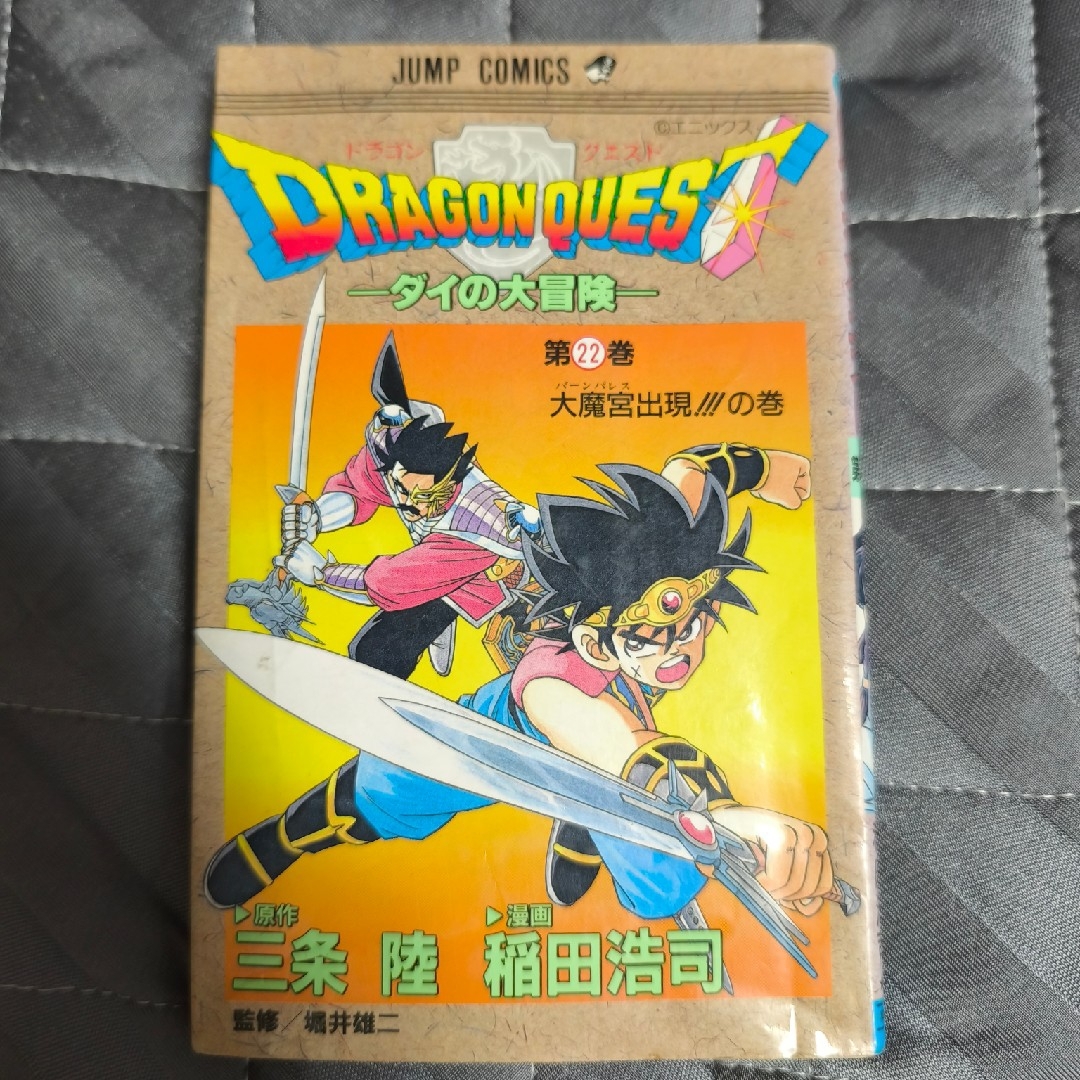 JUMP COMICS
©エニックス
ドラゴン クエスト
DRAGON QUEST
—ダイの大冒険—
第22巻
バーンパレス
大魔宮出現!!!の巻
▶原作 ▶漫画
三条 陸 稲田浩司
監修/堀井雄二